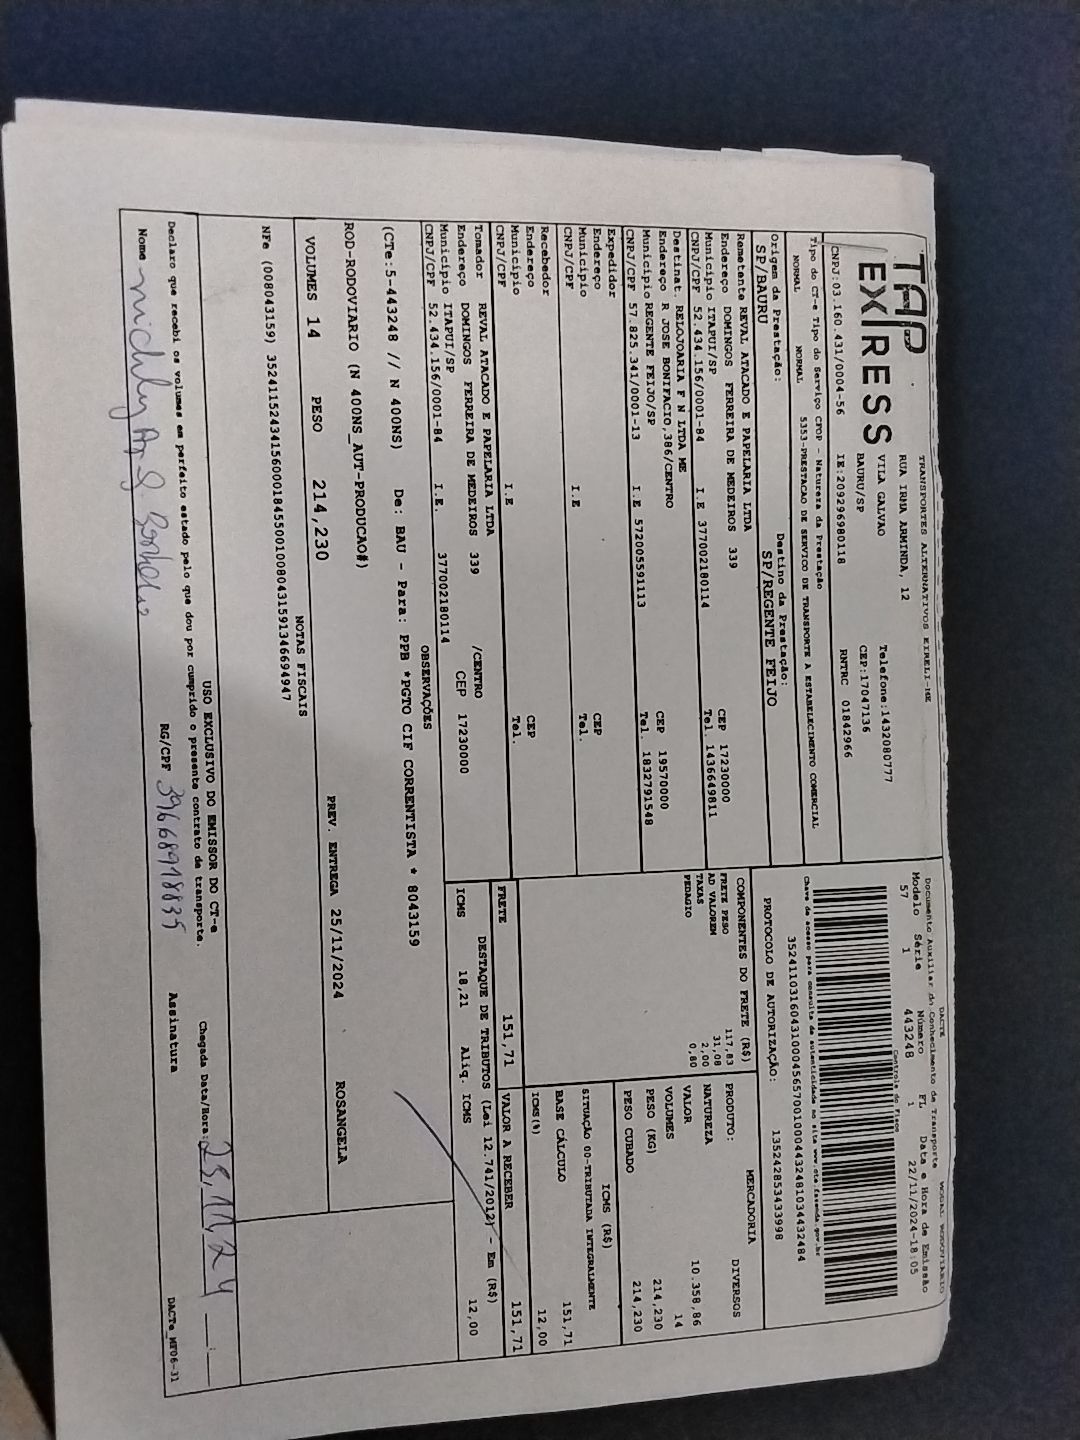 TAP
EXPRESS
TRANSPORTES ALTERNATIVOS EIRELI-ME
RUA IRMA ARMINDA, 12
VILA GALVAO
BAURU/SP
Telefone:1432080777
CEP:17047136
CNPJ:03.160.431/0004-56 IE:209296980118 RNTRC 01842966
Tipo do CT-e Tipo do Serviço CFOP - Natureza da Prestação
NORMAL NORMAL 5353-PRESTACAO DE SERVICO DE TRANSPORTE A ESTABELECIMENTO COMERCIAL
Origem da Prestação: Destino da Prestação:
SP/BAURU SP/REGENTE FEIJO
DACTE MODAL RODOVIARIO
Documento Auxiliar do Conhecimento de Transporte
Modelo Série Número FL Data e Hora de Emissão
57 1 443248 1 22/11/2024-18:05
Controle do Fisco
Chave de acesso para consulta de autenticidade no site www.cte.fazenda.gov.br
35241103160431000456570010004432481034432484
PROTOCOLO DE AUTORIZAÇÃO: 135242853433998
Remetente REVAL ATACADO E PAPELARIA LTDA
Endereço DOMINGOS FERREIRA DE MEDEIROS 339
Municipio ITAPUI/SP CEP 17230000
CNPJ/CPF 52.434.156/0001-84 I.E 377002180114 Tel. 1436649811
Destinat. RELOJOARIA F N LTDA ME
Endereço R JOSE BONIFACIO,386/CENTRO
Municipio REGENTE FEIJO/SP CEP 19570000
CNPJ/CPF 57.825.341/0001-13 I.E 572005591113 Tel. 1832791548
Expedidor
Endereço
Municipio CEP
CNPJ/CPF I.E Tel.
Recebedor
Endereço
Municipio CEP
CNPJ/CPF I.E Tel.
Tomador REVAL ATACADO E PAPELARIA LTDA
Endereço DOMINGOS FERREIRA DE MEDEIROS 339 /CENTRO
Municipio ITAPUI/SP CEP 17230000
CNPJ/CPF 52.434.156/0001-84 I.E. 377002180114
COMPONENTES DO FRETE (R$)
FRETE PESO 117,83
AD VALOREM 31,08
TAXAS 2,00
PEDAGIO 0,80
MERCADORIA
PRODUTO: DIVERSOS
NATUREZA
VALOR 10.358,86
VOLUMES 14
PESO (KG) 214,230
PESO CUBADO 214,230
ICMS (R$)
SITUAÇÃO 00-TRIBUTADA INTEGRALMENTE
BASE CÁLCULO 151,71
ICMS(%) 12,00
FRETE 151,71 VALOR A RECEBER 151,71
DESTAQUE DE TRIBUTOS (Lei 12.741/2012) - Em (R$)
ICMS 18,21 Aliq. ICMS 12,00
OBSERVAÇÕES
(CTe:5-443248 // N 400NS) De: BAU - Para: PPB *PGTO CIF CORRENTISTA * 8043159
ROD-RODOVIARIO (N 400NS_AUT-PRODUCAO#)
VOLUMES 14 PESO 214,230 PREV. ENTREGA 25/11/2024 ROSANGELA
NOTAS FISCAIS
NFe (008043159) 35241152434156000184550010080431591346694947
USO EXCLUSIVO DO EMISSOR DO CT-e
Declaro que recebi os volumes em perfeito estado pelo que dou por cumprido o presente contrato de transporte. Chegada Data/Hora: 25,11,24
Nome RG/CPF 39668918835 Assinatura
DACTe_MF06-31